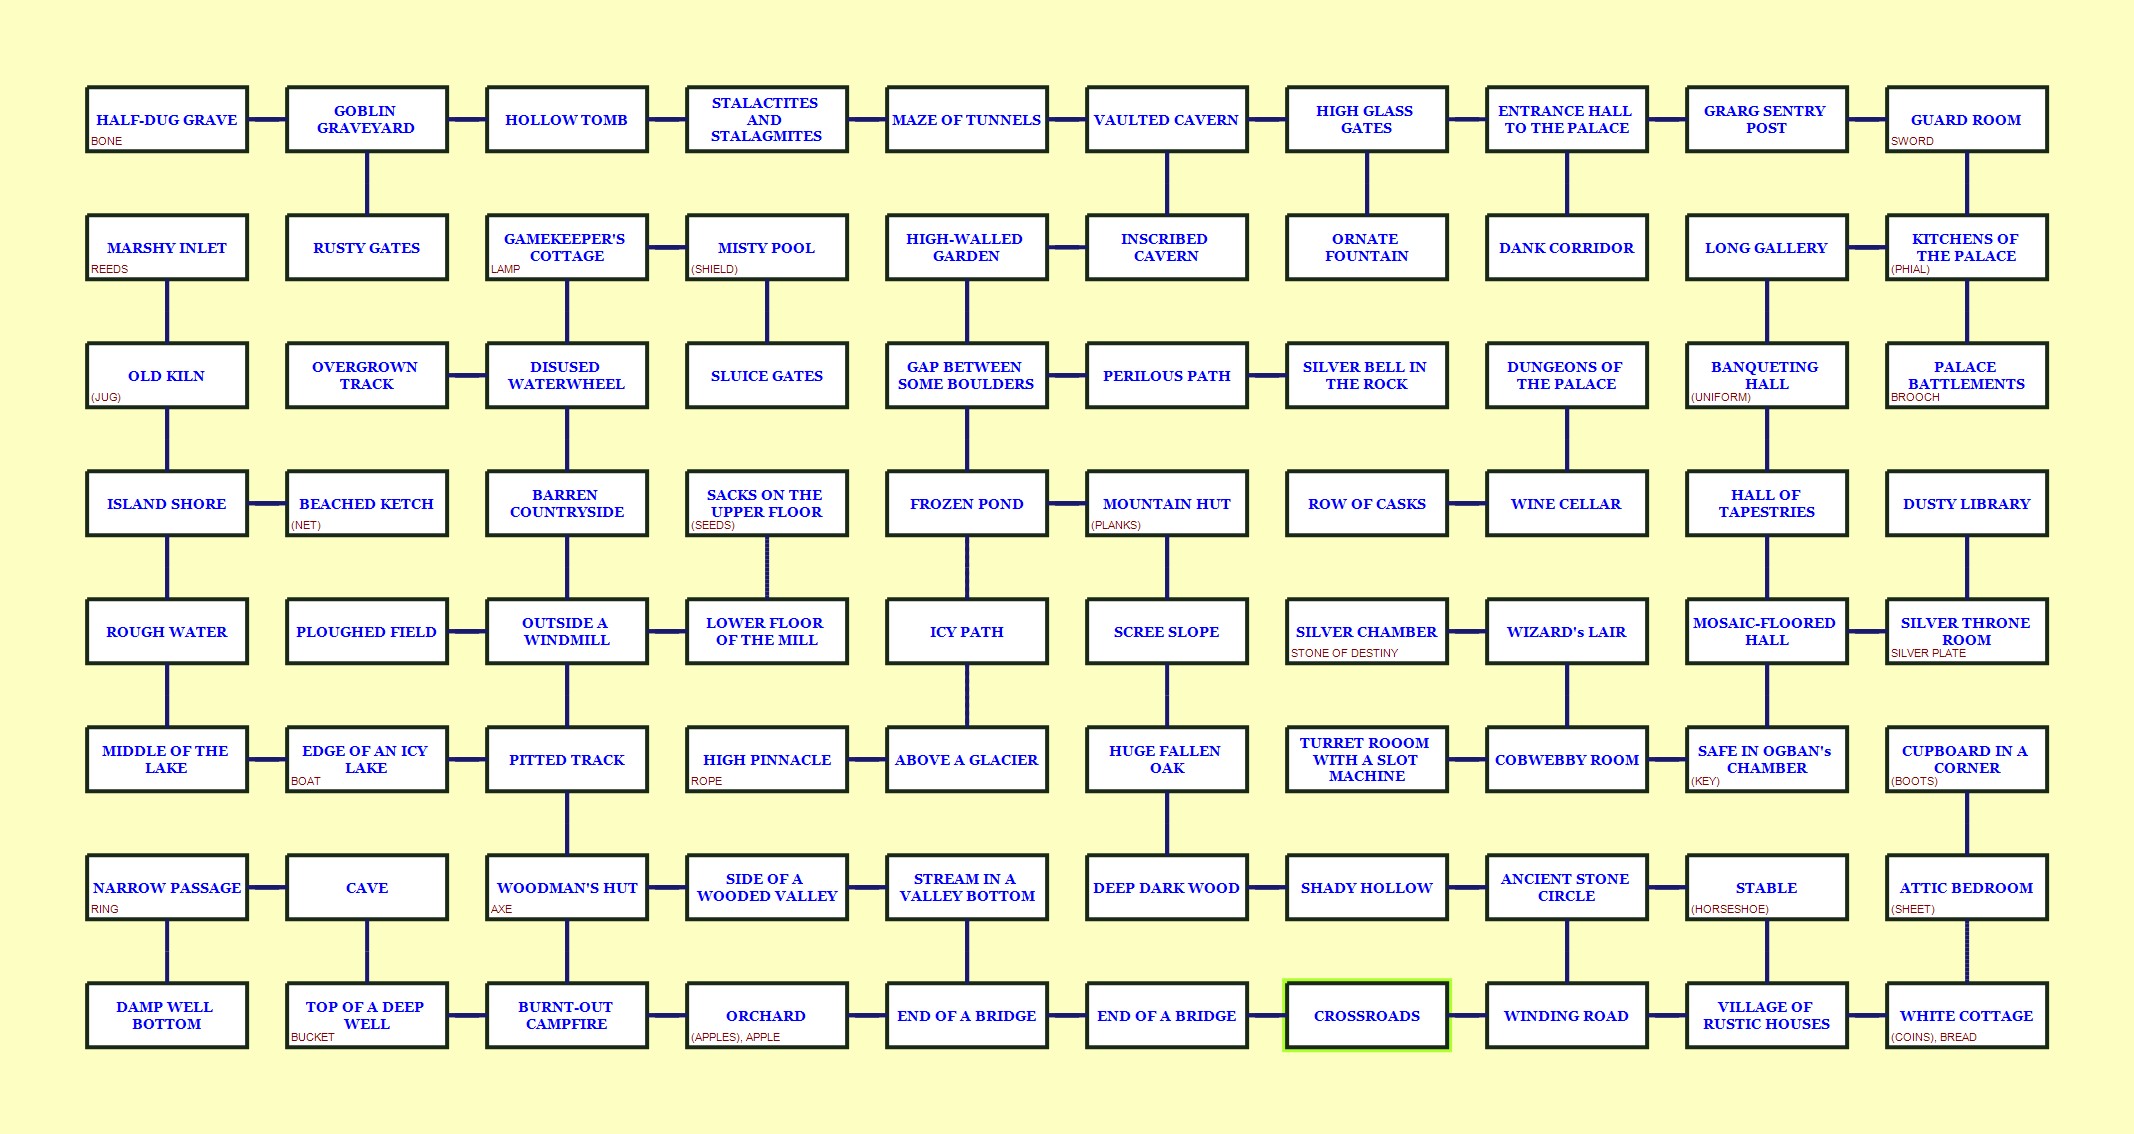 HALF-DUG GRAVE
BONE
GOBLIN
GRAVEYARD
HOLLOW TOMB
STALACTITES
AND
STALAGMITES
MAZE OF TUNNELS
VAULTED CAVERN
HIGH GLASS
GATES
ENTRANCE HALL
TO THE PALACE
GRARG SENTRY
POST
GUARD ROOM
SWORD
MARSHY INLET
REEDS
RUSTY GATES
GAMEKEEPER'S
COTTAGE
LAMP
MISTY POOL
(SHIELD)
HIGH-WALLED
GARDEN
INSCRIBED
CAVERN
ORNATE
FOUNTAIN
DANK CORRIDOR
LONG GALLERY
KITCHENS OF
THE PALACE
(PHIAL)
OLD KILN
(JUG)
OVERGROWN
TRACK
DISUSED
WATERWHEEL
SLUICE GATES
GAP BETWEEN
SOME BOULDERS
PERILOUS PATH
SILVER BELL IN
THE ROCK
DUNGEONS OF
THE PALACE
BANQUETING
HALL
(UNIFORM)
PALACE
BATTLEMENTS
BROOCH
ISLAND SHORE
BEACHED KETCH
(NET)
BARREN
COUNTRYSIDE
SACKS ON THE
UPPER FLOOR
(SEEDS)
FROZEN POND
MOUNTAIN HUT
(PLANKS)
ROW OF CASKS
WINE CELLAR
HALL OF
TAPESTRIES
DUSTY LIBRARY
ROUGH WATER
PLOUGHED FIELD
OUTSIDE A
WINDMILL
LOWER FLOOR
OF THE MILL
ICY PATH
SCREE SLOPE
SILVER CHAMBER
STONE OF DESTINY
WIZARD's LAIR
MOSAIC-FLOORED
HALL
SILVER THRONE
ROOM
SILVER PLATE
MIDDLE OF THE
LAKE
EDGE OF AN ICY
LAKE
BOAT
PITTED TRACK
HIGH PINNACLE
ROPE
ABOVE A GLACIER
HUGE FALLEN
OAK
TURRET ROOOM
WITH A SLOT
MACHINE
COBWEBBY ROOM
SAFE IN OGBAN's
CHAMBER
(KEY)
CUPBOARD IN A
CORNER
(BOOTS)
NARROW PASSAGE
RING
CAVE
WOODMAN'S HUT
AXE
SIDE OF A
WOODED VALLEY
STREAM IN A
VALLEY BOTTOM
DEEP DARK WOOD
SHADY HOLLOW
ANCIENT STONE
CIRCLE
STABLE
(HORSESHOE)
ATTIC BEDROOM
(SHEET)
DAMP WELL
BOTTOM
TOP OF A DEEP
WELL
BUCKET
BURNT-OUT
CAMPFIRE
ORCHARD
(APPLES), APPLE
END OF A BRIDGE
END OF A BRIDGE
CROSSROADS
WINDING ROAD
VILLAGE OF
RUSTIC HOUSES
WHITE COTTAGE
(COINS), BREAD